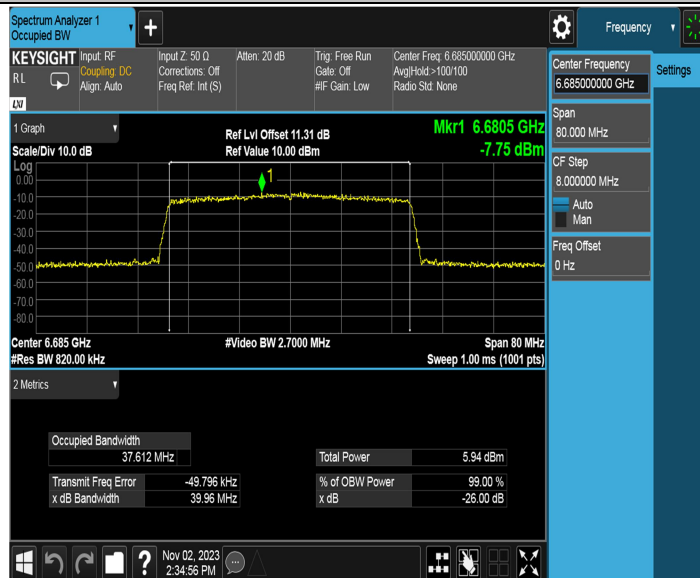 Spectrum Analyzer 1
Occupied BW
Frequency
KEYSIGHT
RL
LXI
Input: RF
Coupling: DC
Align: Auto
Input Z: 50 Ω
Corrections: Off
Freq Ref: Int (S)
Atten: 20 dB
Trig: Free Run
Gate: Off
#IF Gain: Low
Center Freq: 6.685000000 GHz
Avg|Hold:>100/100
Radio Std: None
Center Frequency
6.685000000 GHz
Settings
Span
80.000 MHz
CF Step
8.000000 MHz
Auto
Man
Freq Offset
0 Hz
1 Graph
Scale/Div 10.0 dB
Ref Lvl Offset 11.31 dB
Ref Value 10.00 dBm
Mkr1 6.6805 GHz
-7.75 dBm
Log
0.00
-10.0
-20.0
-30.0
-40.0
-50.0
-60.0
-70.0
-80.0
1
Center 6.685 GHz
#Video BW 2.7000 MHz
Span 80 MHz
#Res BW 820.00 kHz
Sweep 1.00 ms (1001 pts)
2 Metrics
Occupied Bandwidth
37.612 MHz
Total Power 5.94 dBm
Transmit Freq Error -49.796 kHz
% of OBW Power 99.00 %
x dB Bandwidth 39.96 MHz
x dB -26.00 dB
?
Nov 02, 2023
2:34:56 PM